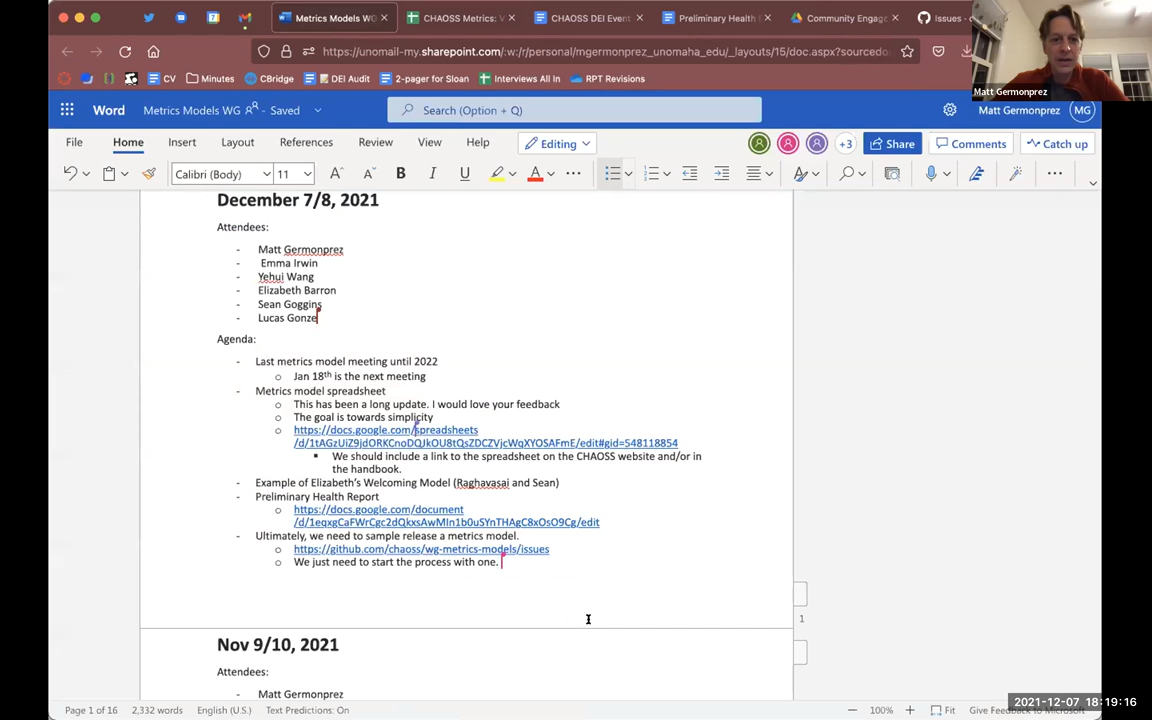 Metrics Models WG
CHAOSS Metrics: V
CHAOSS DEI Event
Preliminary Health
Community Engag
Issues
https://unomail-my.sharepoint.com/:w:/r/personal/mgermonprez_unomaha_edu/_layouts/15/doc.aspx?sourcedo
CV
Minutes
CBridge
DEI Audit
2-pager for Sloan
Interviews All In
RPT Revisions
Matt Germonprez
Word
Metrics Models WG
- Saved
Search (Option + Q)
Matt Germonprez
MG
File
Home
Insert
Layout
References
Review
View
Help
Editing
+3
Share
Comments
Catch up
Calibri (Body)
11
December 7/8, 2021
Attendees:
- Matt Germonprez
- Emma Irwin
- Yehui Wang
- Elizabeth Barron
- Sean Goggins
- Lucas Gonze
Agenda:
- Last metrics model meeting until 2022
o Jan 18th is the next meeting
- Metrics model spreadsheet
o This has been a long update. I would love your feedback
o The goal is towards simplicity
o https://docs.google.com/spreadsheets
/d/1tAGzUiZ9jdORKCnoDQJkOU8tQsZDCZVjcWqXYOSAFmE/edit#gid=548118854
▪ We should include a link to the spreadsheet on the CHAOSS website and/or in
the handbook.
- Example of Elizabeth's Welcoming Model (Raghavasai and Sean)
- Preliminary Health Report
o https://docs.google.com/document
/d/1eqxgCaFWrCgc2dQkxsAwMIn1b0uSYnTHAgC8xOsO9Cg/edit
- Ultimately, we need to sample release a metrics model.
o https://github.com/chaoss/wg-metrics-models/issues
o We just need to start the process with one.
1
Nov 9/10, 2021
Attendees:
- Matt Germonprez
Page 1 of 16
2,332 words
English (U.S.)
Text Predictions: On
100%
Fit
Give Feedback to Microsoft
2021-12-07 18:19:16